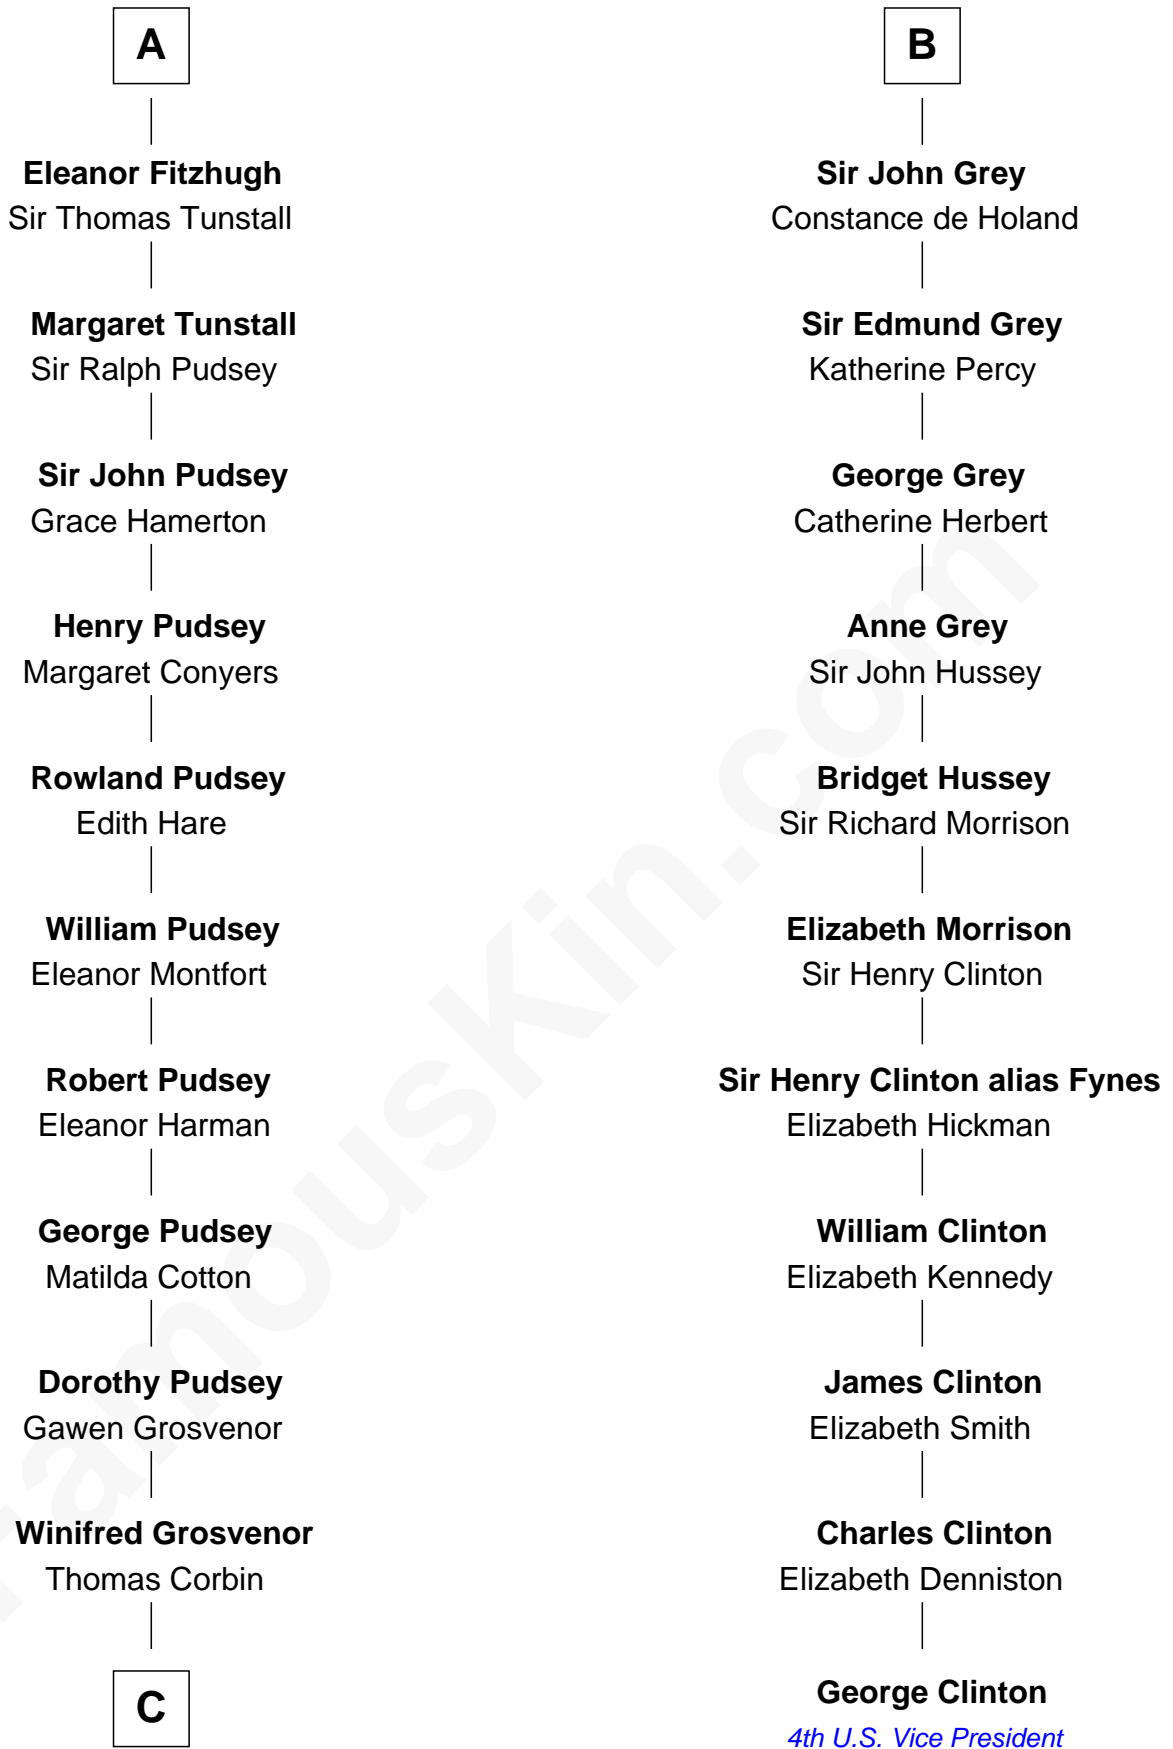 A
Eleanor Fitzhugh
Sir Thomas Tunstall
Margaret Tunstall
Sir Ralph Pudsey
Sir John Pudsey
Grace Hamerton
Henry Pudsey
Margaret Conyers
Rowland Pudsey
Edith Hare
William Pudsey
Eleanor Montfort
Robert Pudsey
Eleanor Harman
George Pudsey
Matilda Cotton
Dorothy Pudsey
Gawen Grosvenor
Winifred Grosvenor
Thomas Corbin
C
B
Sir John Grey
Constance de Holand
Sir Edmund Grey
Katherine Percy
George Grey
Catherine Herbert
Anne Grey
Sir John Hussey
Bridget Hussey
Sir Richard Morrison
Elizabeth Morrison
Sir Henry Clinton
Sir Henry Clinton alias Fynes
Elizabeth Hickman
William Clinton
Elizabeth Kennedy
James Clinton
Elizabeth Smith
Charles Clinton
Elizabeth Denniston
George Clinton
4th U.S. Vice President
FamousKin.com